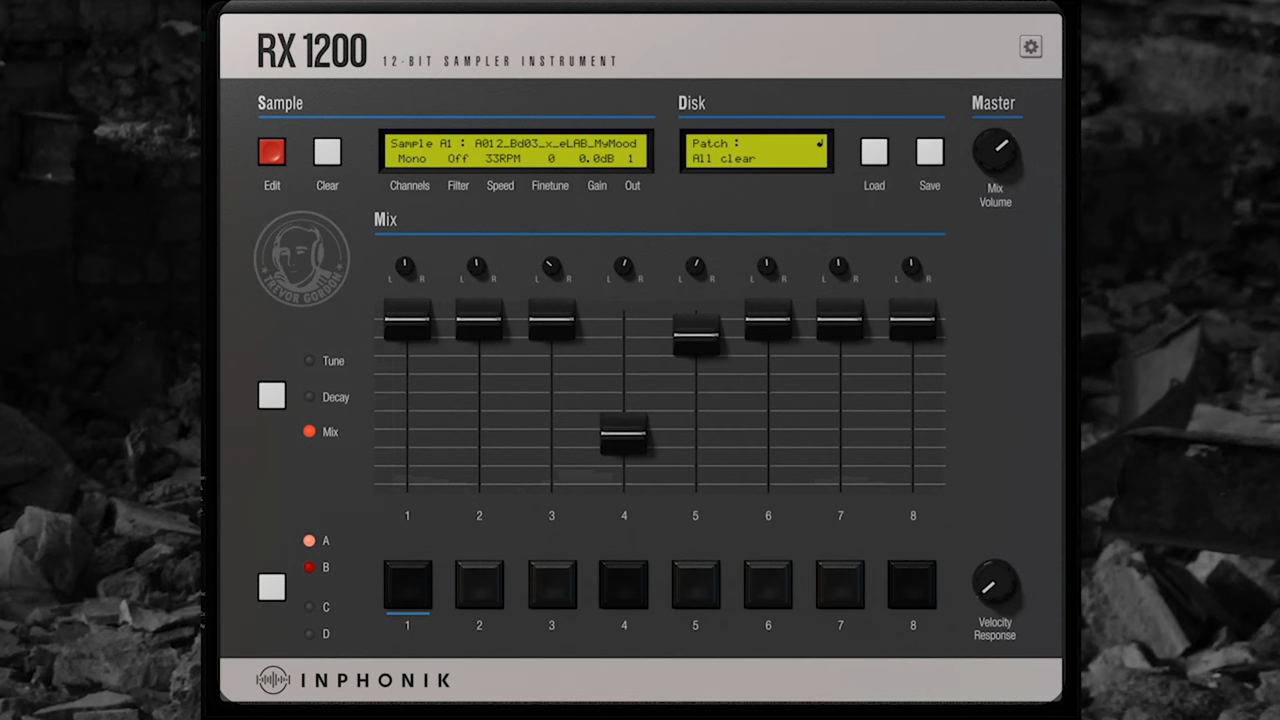 RX 1200 12-BIT SAMPLER INSTRUMENT
Sample
Disk
Master
Sample A1 : A012_Bd03_x_eLAB_MyMood
Mono Off 33RPM 0 0.0dB 1
Patch :
All clear
Edit
Clear
Channels Filter Speed Finetune Gain Out
Load
Save
Mix
Volume
Mix
TREVOR GORDON
L R L R L R L R L R L R L R L R
Tune
Decay
Mix
1 2 3 4 5 6 7 8
A
B
C
D
1 2 3 4 5 6 7 8
Velocity
Response
INPHONIK